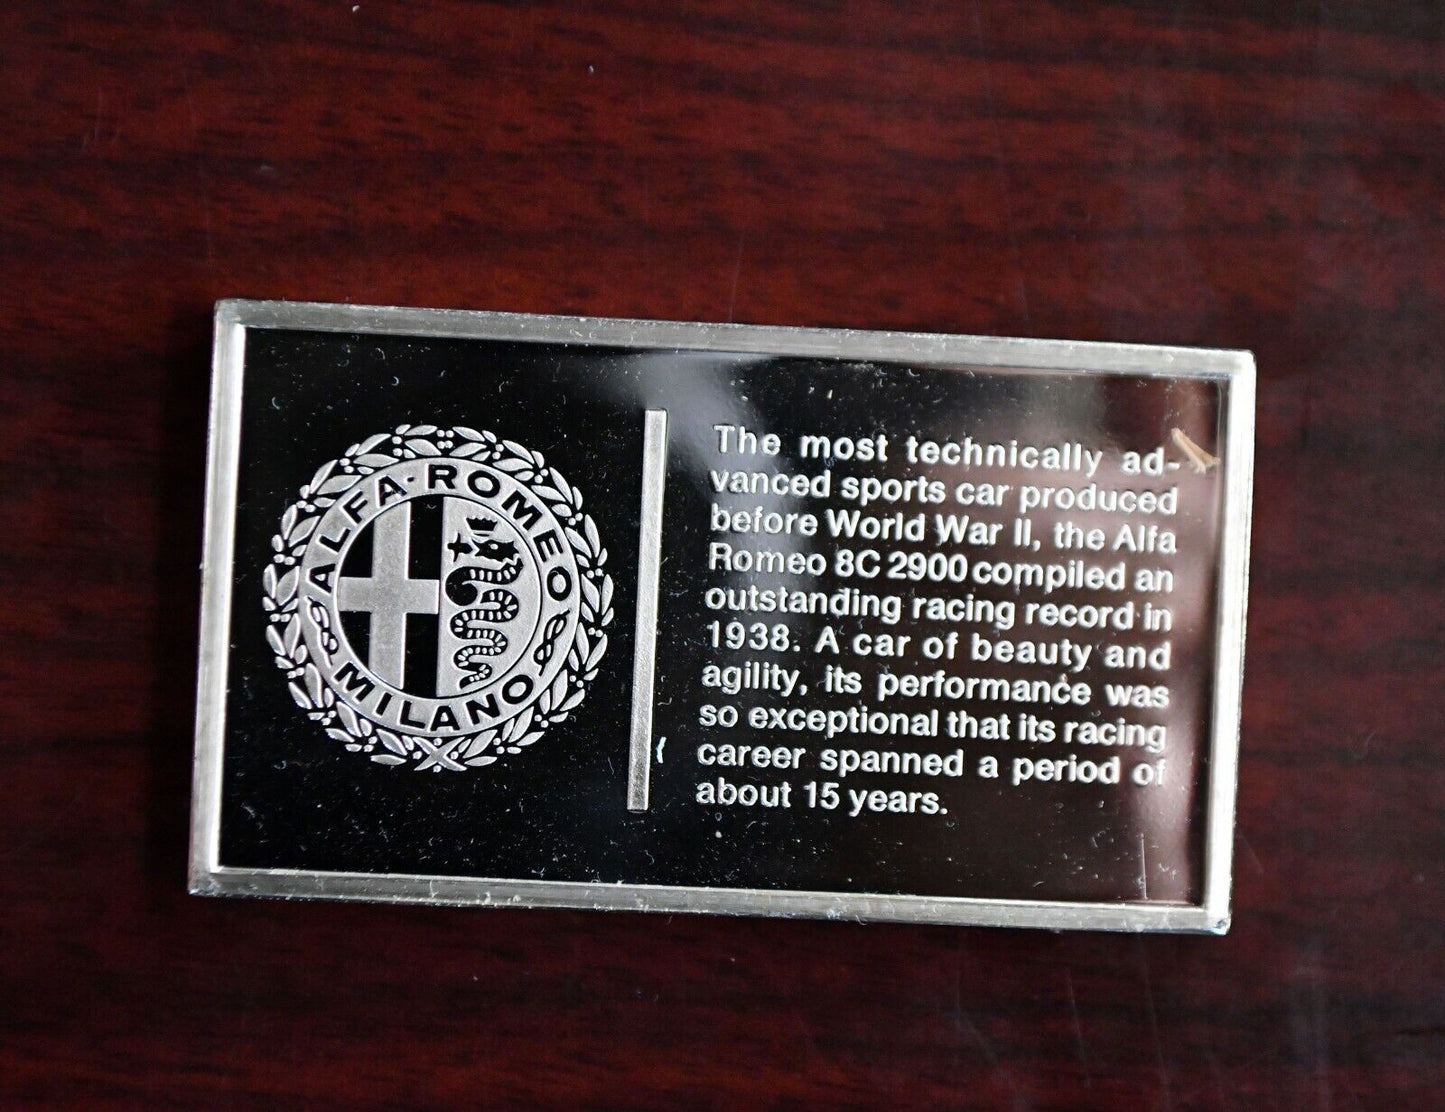 ALFA-ROMEO
MILANO
The most technically ad-
vanced sports car produced
before World War II, the Alfa
Romeo 8C 2900 compiled an
outstanding racing record in
1938. A car of beauty and
agility, its performance was
so exceptional that its racing
career spanned a period of
about 15 years.